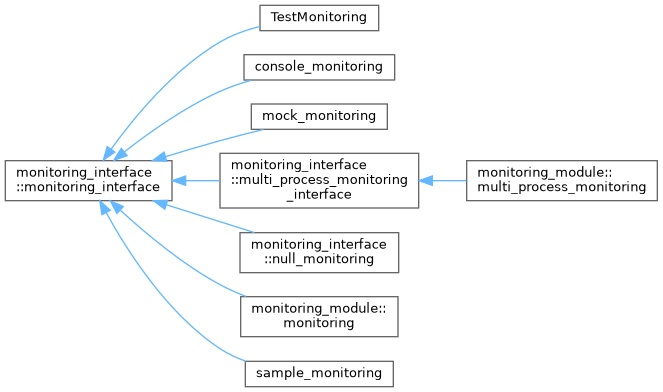 TestMonitoring
console_monitoring
mock_monitoring
monitoring_interface
::monitoring_interface
monitoring_interface
::multi_process_monitoring
_interface
monitoring_module::
multi_process_monitoring
monitoring_interface
::null_monitoring
monitoring_module::
monitoring
sample_monitoring